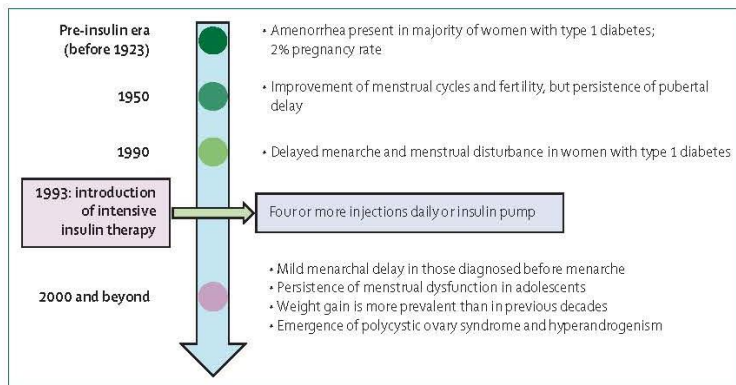 Pre-insulin era
(before 1923)
• Amenorrhea present in majority of women with type 1 diabetes;
2% pregnancy rate
1950
• Improvement of menstrual cycles and fertility, but persistence of pubertal
delay
1990
• Delayed menarche and menstrual disturbance in women with type 1 diabetes
1993: introduction
of intensive
insulin therapy
Four or more injections daily or insulin pump
2000 and beyond
• Mild menarchal delay in those diagnosed before menarche
• Persistence of menstrual dysfunction in adolescents
• Weight gain is more prevalent than in previous decades
• Emergence of polycystic ovary syndrome and hyperandrogenism